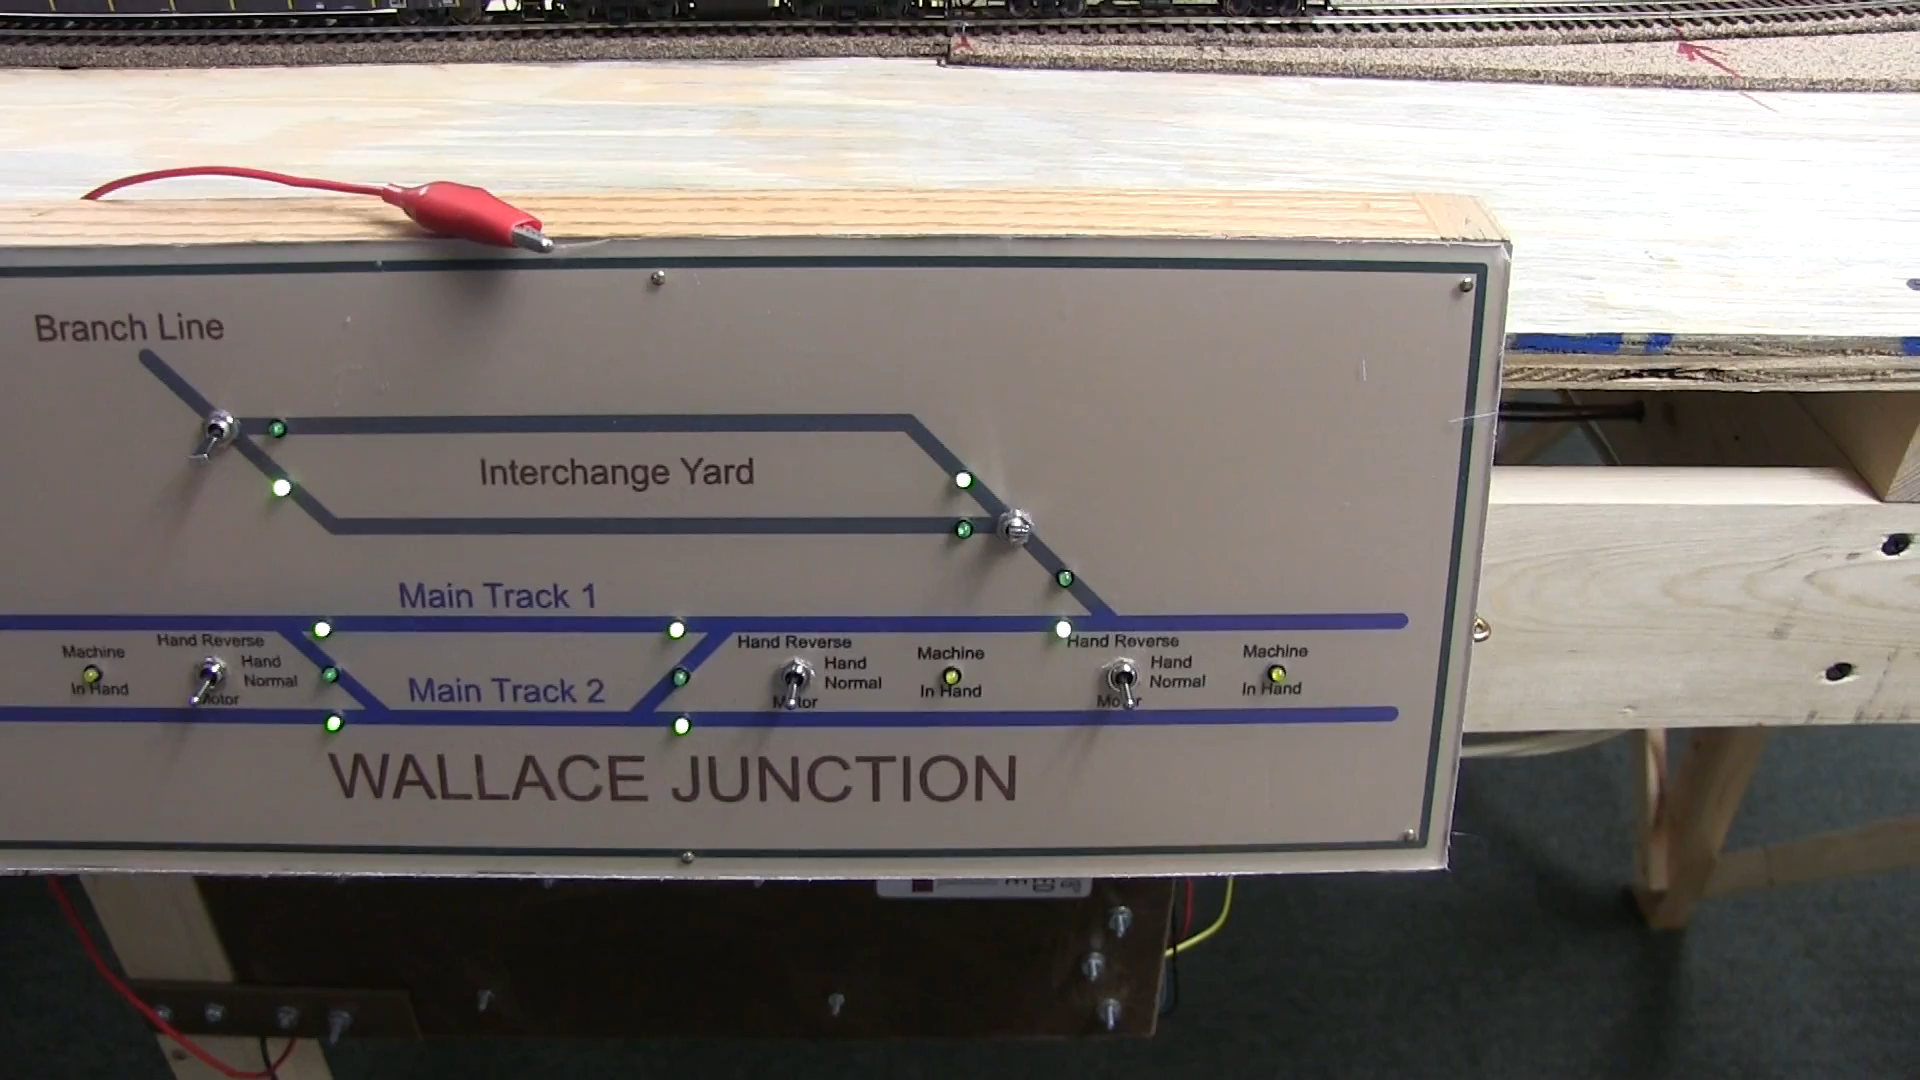 Branch Line
Interchange Yard
Main Track 1
Hand Reverse
Machine
Hand
Normal
In Hand
Motor
Main Track 2
Hand Reverse
Hand
Normal
Motor
Machine
In Hand
Hand Reverse
Hand
Normal
Motor
Machine
In Hand
WALLACE JUNCTION